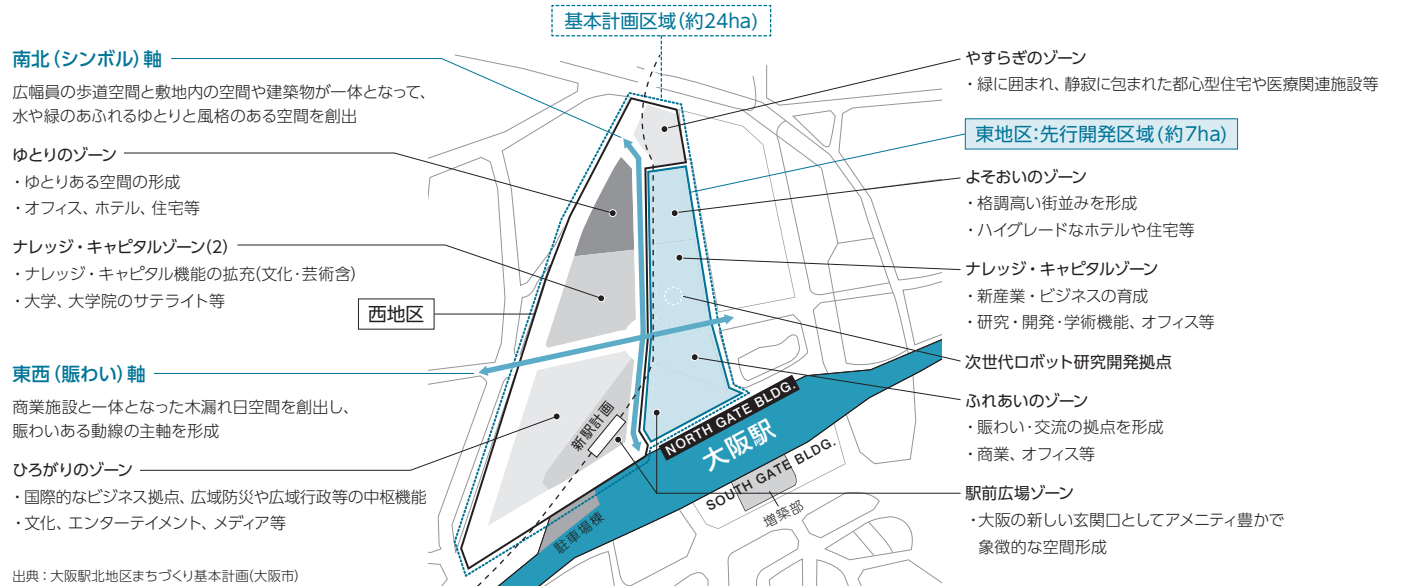 基本計画区域(約24ha)
南北(シンボル)軸
広幅員の歩道空間と敷地内の空間や建築物が一体となって、
水や緑のあふれるゆとりと風格のある空間を創出
ゆとりのゾーン
・ゆとりある空間の形成
・オフィス、ホテル、住宅等
ナレッジ・キャピタルゾーン(2)
・ナレッジ・キャピタル機能の拡充(文化・芸術含)
・大学、大学院のサテライト等
西地区
東西(賑わい)軸
商業施設と一体となった木漏れ日空間を創出し、
賑わいある動線の主軸を形成
ひろがりのゾーン
・国際的なビジネス拠点、広域防災や広域行政等の中枢機能
・文化、エンターテイメント、メディア等
出典:大阪駅北地区まちづくり基本計画(大阪市)
新駅計画
NORTH GATE BLDG.
大阪駅
SOUTH GATE BLDG.
増築部
駐車場棟
やすらぎのゾーン
・緑に囲まれ、静寂に包まれた都心型住宅や医療関連施設等
東地区:先行開発区域(約7ha)
よそおいのゾーン
・格調高い街並みを形成
・ハイグレードなホテルや住宅等
ナレッジ・キャピタルゾーン
・新産業・ビジネスの育成
・研究・開発・学術機能、オフィス等
次世代ロボット研究開発拠点
ふれあいのゾーン
・賑わい・交流の拠点を形成
・商業、オフィス等
駅前広場ゾーン
・大阪の新しい玄関口としてアメニティ豊かで
象徴的な空間形成